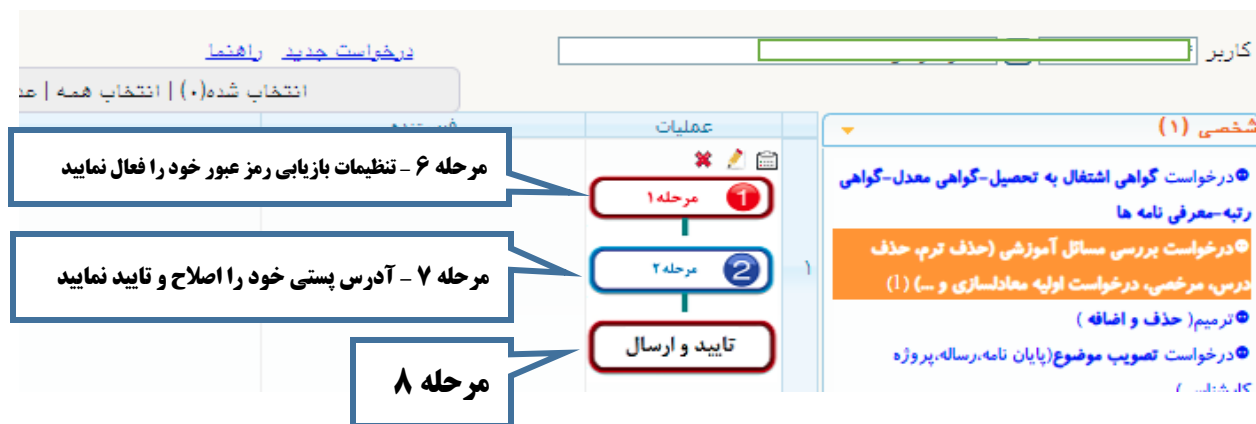 کاربر
درخواست جدید راهنما
انتخاب شده(۰) | انتخاب همه |
شخصی (۱)
درخواست گواهی اشتغال به تحصیل-گواهی معدل-گواهی
رتبه-معرفی نامه ها
درخواست بررسی مسائل آموزشی (حذف ترم، حذف
درس، مرخصی، درخواست اولیه معادلسازی و ...) (1)
ترمیم( حذف و اضافه )
درخواست تصویب موضوع(پایان نامه،رساله،پروژه
عملیات
۱
1 مرحله ۱
2 مرحله ۲
تایید و ارسال
مرحله ۶ - تنظیمات بازیابی رمز عبور خود را فعال نمایید
مرحله ۷ - آدرس پستی خود را اصلاح و تایید نمایید
مرحله ۸